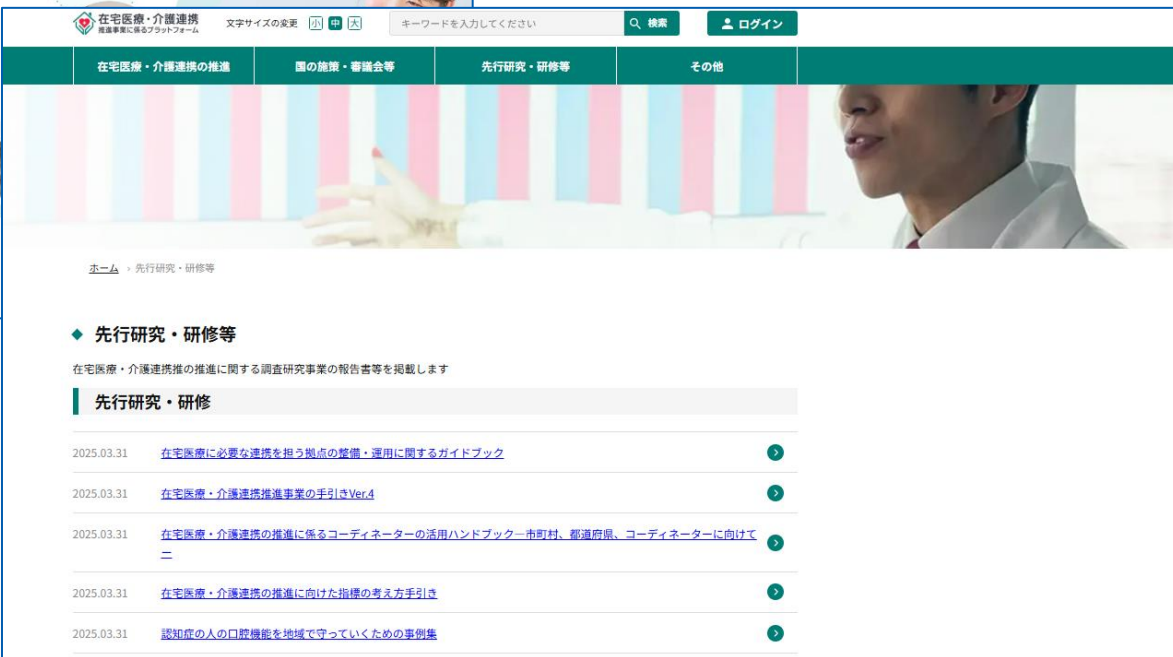 在宅医療・介護連携
推進事業に係るプラットフォーム
文字サイズの変更 小 中 大
キーワードを入力してください
検索
ログイン
在宅医療・介護連携の推進
国の施策・審議会等
先行研究・研修等
その他
ホーム › 先行研究・研修等
先行研究・研修等
在宅医療・介護連携推の推進に関する調査研究事業の報告書等を掲載します
先行研究・研修
2025.03.31 在宅医療に必要な連携を担う拠点の整備・運用に関するガイドブック
2025.03.31 在宅医療・介護連携推進事業の手引きVer.4
2025.03.31 在宅医療・介護連携の推進に係るコーディネーターの活用ハンドブック―市町村、都道府県、コーディネーターに向けて
―
2025.03.31 在宅医療・介護連携の推進に向けた指標の考え方手引き
2025.03.31 認知症の人の口腔機能を地域で守っていくための事例集